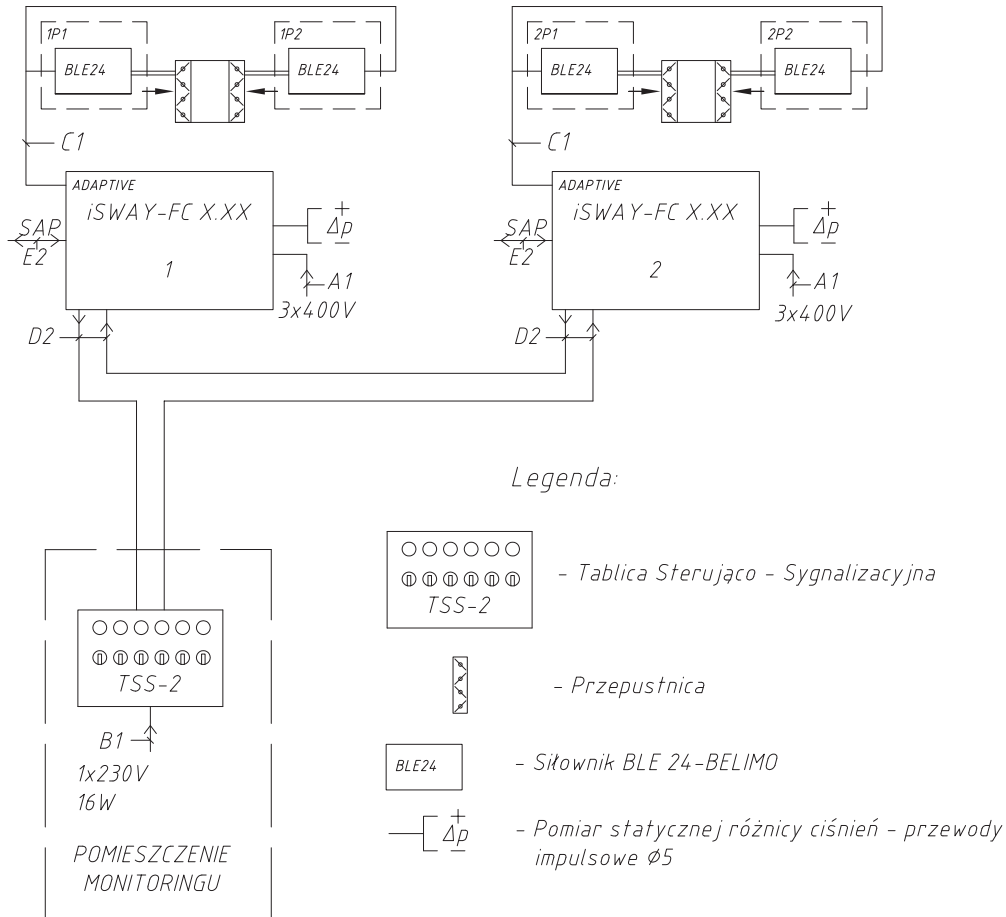 1P1
BLE24
1P2
BLE24
2P1
BLE24
2P2
BLE24
C1
C1
ADAPTIVE
iSWAY-FC X.XX
1
SAP
E2
+
Δp
-
A1
3x400V
D2
ADAPTIVE
iSWAY-FC X.XX
2
SAP
E2
+
Δp
-
A1
3x400V
D2
Legenda:
TSS-2
- Tablica Sterująco - Sygnalizacyjna
- Przepustnica
BLE24
- Siłownik BLE 24-BELIMO
+
Δp
-
- Pomiar statycznej różnicy ciśnień - przewody
impulsowe Ø5
TSS-2
B1
1x230V
16W
POMIESZCZENIE
MONITORINGU